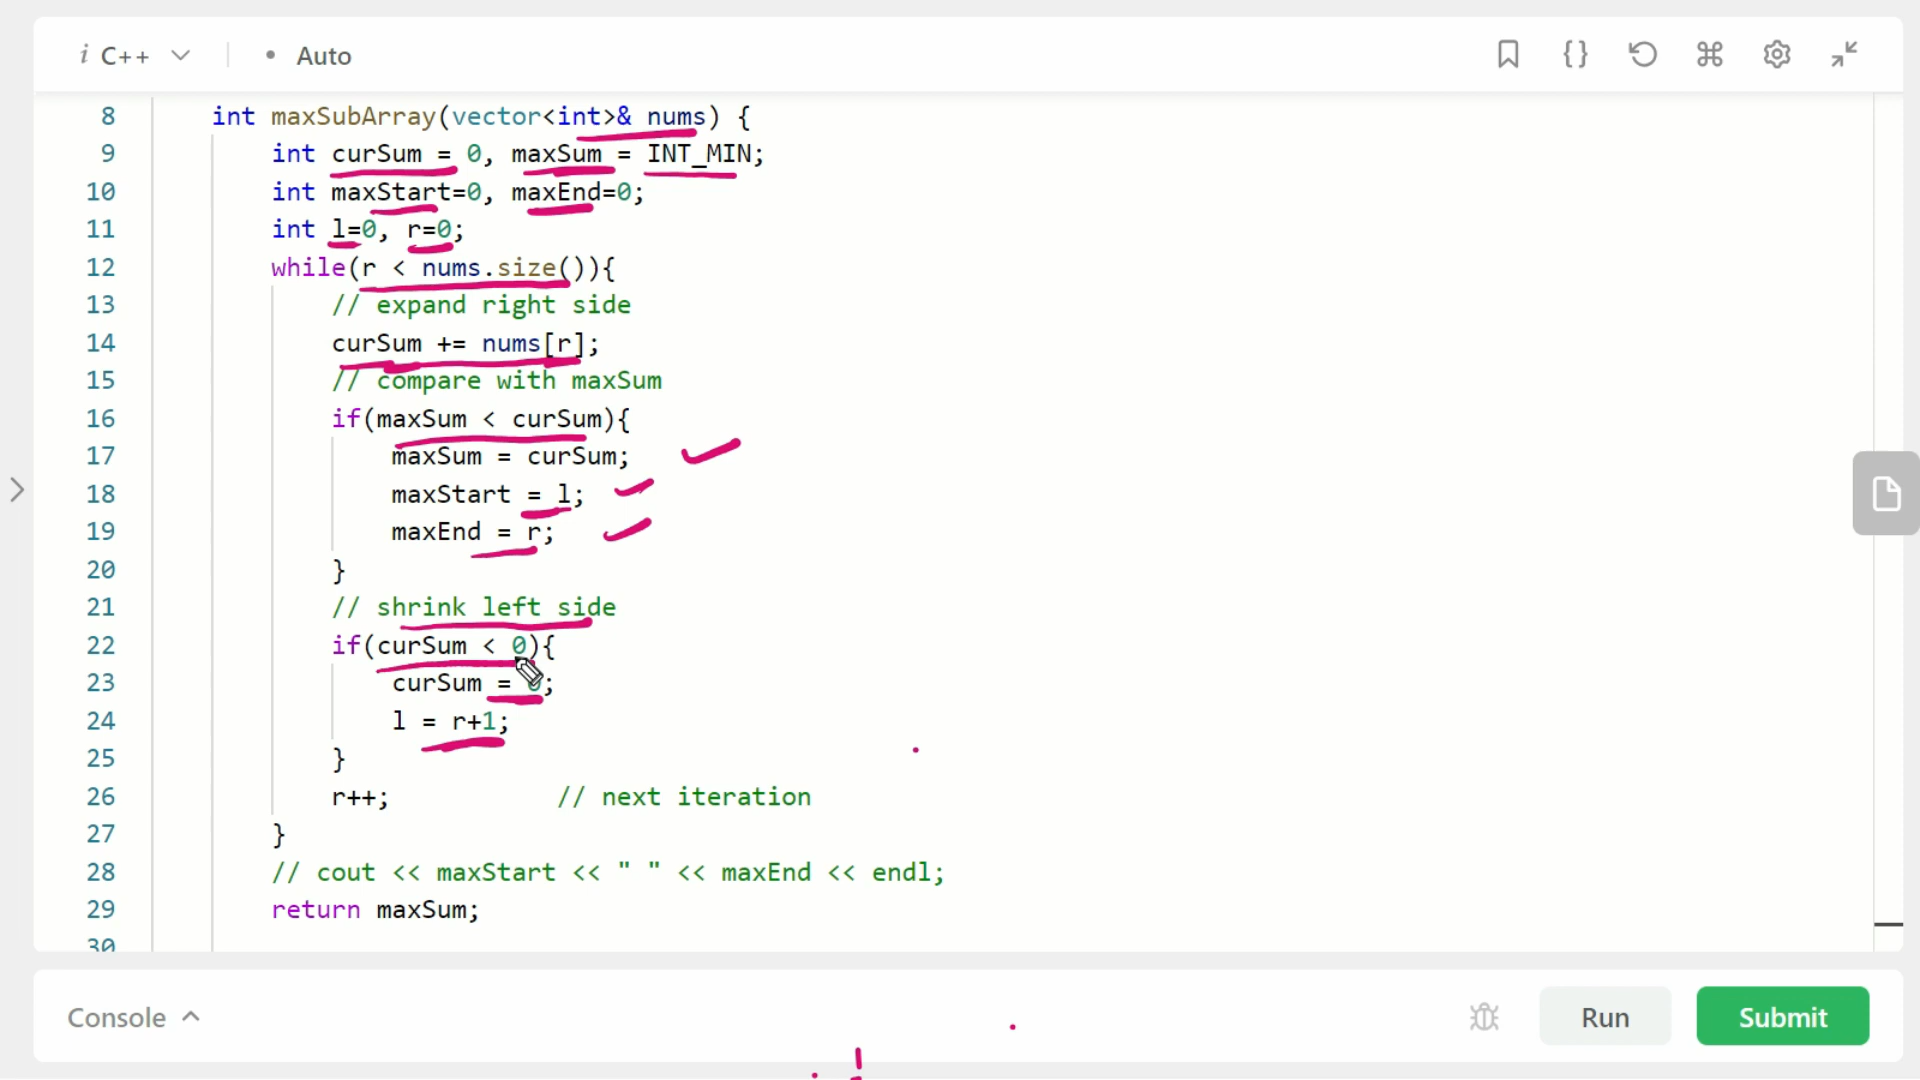 i C++ • Auto {}
8 int maxSubArray(vector<int>& nums) {
9 int curSum = 0, maxSum = INT_MIN;
10 int maxStart=0, maxEnd=0;
11 int l=0, r=0;
12 while(r < nums.size()){
13 // expand right side
14 curSum += nums[r];
15 // compare with maxSum
16 if(maxSum < curSum){
17 maxSum = curSum;
18 maxStart = l;
19 maxEnd = r;
20 }
21 // shrink left side
22 if(curSum < 0){
23 curSum = 0;
24 l = r+1;
25 }
26 r++; // next iteration
27 }
28 // cout << maxStart << " " << maxEnd << endl;
29 return maxSum;
30
Console Run Submit